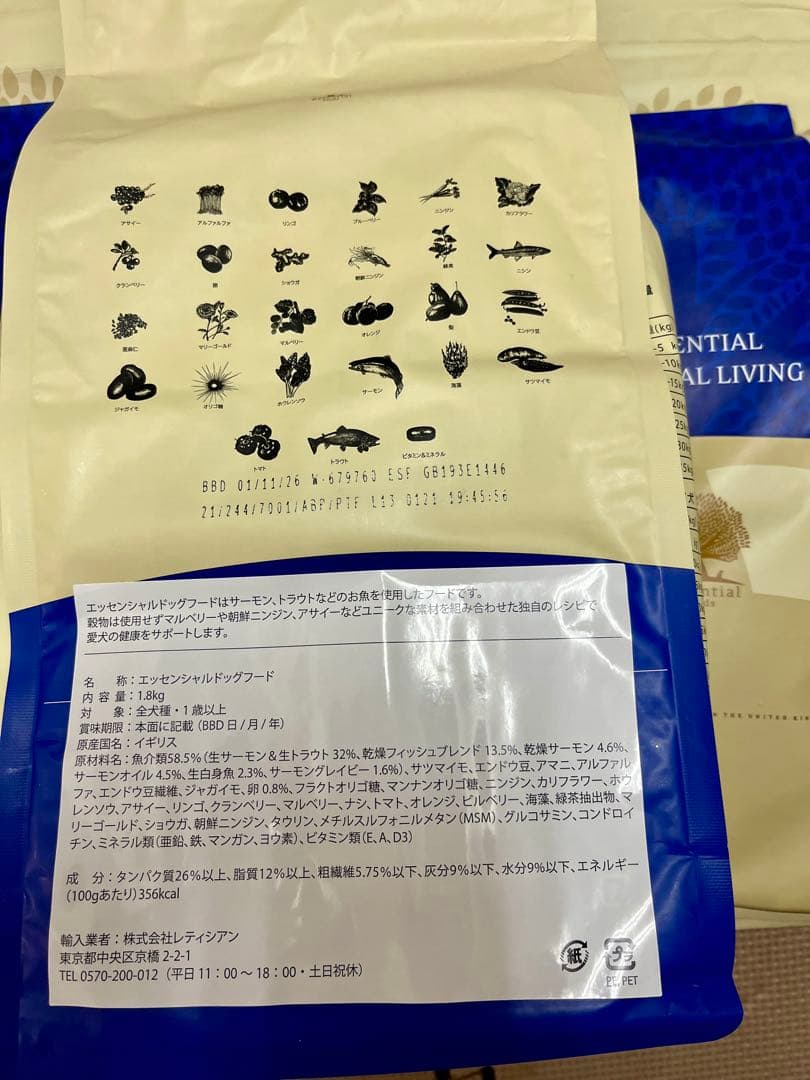 アサイー アルファルファ リンゴ ブルーベリー ニンジン カリフラワー
クランベリー 卵 ショウガ 朝鮮ニンジン 緑茶 ニシン
亜麻仁 マリーゴールド マルベリー オレンジ 梨 エンドウ豆
ジャガイモ オリゴ糖 ホウレンソウ サーモン 海藻 サツマイモ
トマト トラウト ビタミン&ミネラル
BBD 01/11/26 W-679760 ESF GB193E1446
21/244/7001/ABP/PTF L13 0121 19:45:56
エッセンシャルドッグフードはサーモン、トラウトなどのお魚を使用したフードです。
穀物は使用せずマルベリーや朝鮮ニンジン、アサイーなどユニークな素材を組み合わせた独自のレシピで
愛犬の健康をサポートします。
名 称：エッセンシャルドッグフード
内 容 量：1.8kg
対 象：全犬種・1歳以上
賞味期限：本面に記載（BBD 日/月/年）
原産国名：イギリス
原材料名：魚介類58.5%（生サーモン＆生トラウト 32%、乾燥フィッシュブレンド 13.5%、乾燥サーモン 4.6%、
サーモンオイル 4.5%、生白身魚 2.3%、サーモングレイビー 1.6%）、サツマイモ、エンドウ豆、アマニ、アルファル
ファ、エンドウ豆繊維、ジャガイモ、卵 0.8%、フラクトオリゴ糖、マンナンオリゴ糖、ニンジン、カリフラワー、ホウ
レンソウ、アサイー、リンゴ、クランベリー、マルベリー、ナシ、トマト、オレンジ、ビルベリー、海藻、緑茶抽出物、マ
リーゴールド、ショウガ、朝鮮ニンジン、タウリン、メチルスルフォニルメタン（MSM）、グルコサミン、コンドロイ
チン、ミネラル類（亜鉛、鉄、マンガン、ヨウ素）、ビタミン類（E、A、D3）
成 分：タンパク質26%以上、脂質12%以上、粗繊維5.75%以下、灰分9%以下、水分9%以下、エネルギー
（100gあたり）356kcal
輸入業者：株式会社レティシアン
東京都中央区京橋 2-2-1
TEL 0570-200-012（平日 11：00 ～ 18：00・土日祝休）
紙
プラ
PE, PET
ENTIAL
AL LIVING
ential
THE UNITED KIN
(kg
-5 k
-10k
-15k
20k
25k
30k
犬